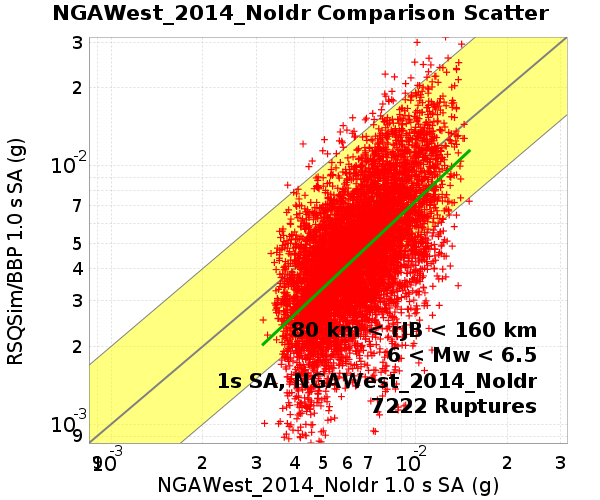 NGAWest_2014_NoIdr Comparison Scatter
RSQSim/BBP 1.0 s SA (g)
3
2
10-2
7
5
4
3
2
10-3
9
80 km < rJB < 160 km
6 < Mw < 6.5
1s SA, NGAWest_2014_NoIdr
7222 Ruptures
9 10-3 2 3 4 5 6 7 10-2 2 3
NGAWest_2014_NoIdr 1.0 s SA (g)